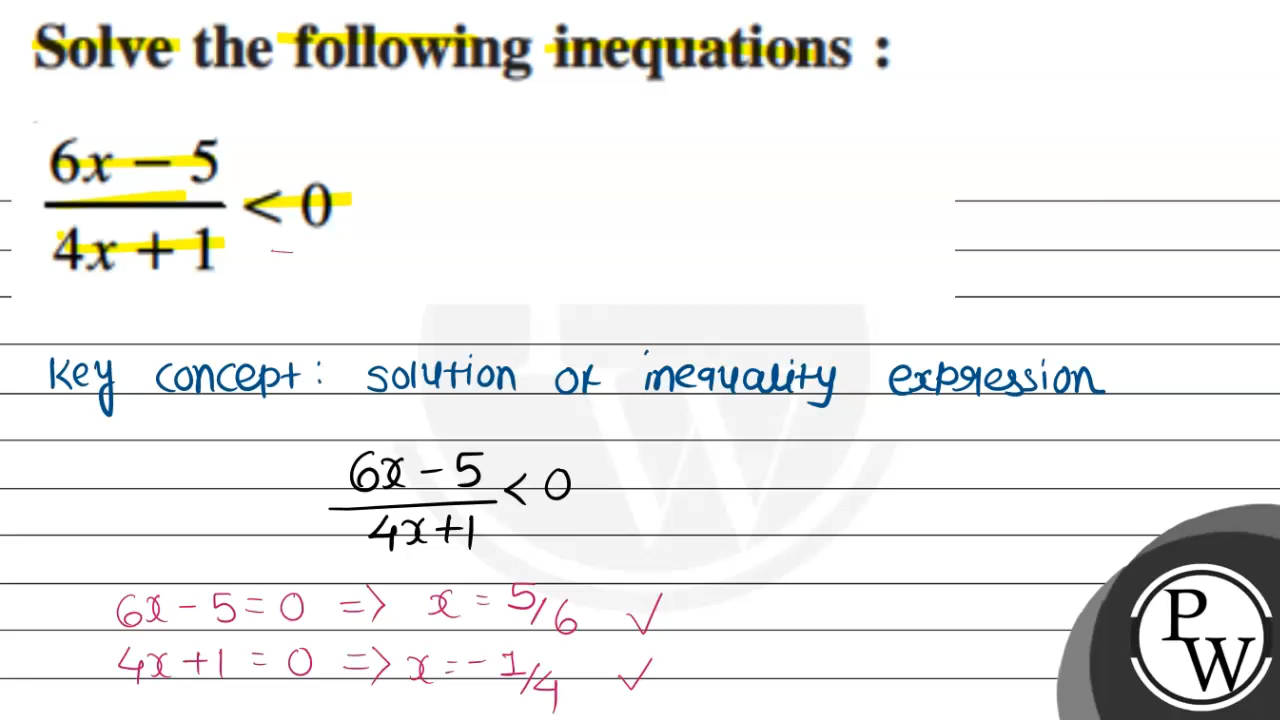 Solve the following inequations :
6x − 5
4x + 1
< 0
Key concept: solution of inequality expression
6x - 5
4x + 1
< 0
6x - 5 = 0 => x = 5/6 ✓
4x + 1 = 0 => x = - 1/4 ✓
PW